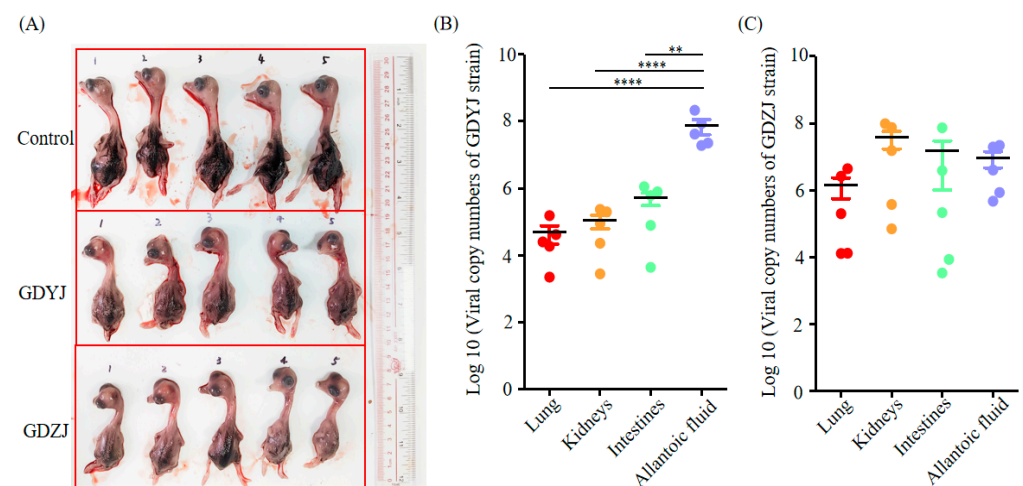 (A)
Control
GDYJ
GDZJ
1 2 3 4 5
1 2 3 4 5
1 2 3 4 5
(B)
Log 10 (Viral copy numbers of GDYJ strain)
10
8
6
4
2
0
**
****
****
Lung
Kidneys
Intestines
Allantoic fluid
(C)
Log 10 (Viral copy numbers of GDZJ strain)
10
8
6
4
2
0
Lung
Kidneys
Intestines
Allantoic fluid